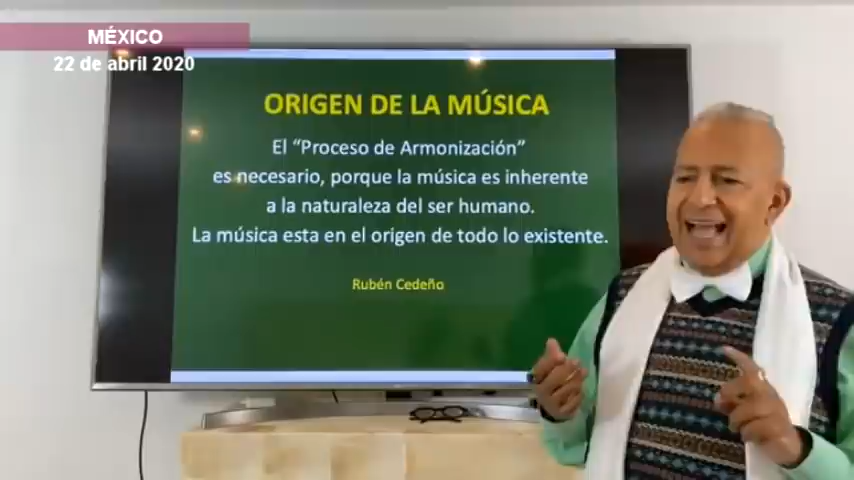 MÉXICO
22 de abril 2020
ORIGEN DE LA MÚSICA
El “Proceso de Armonización”
es necesario, porque la música es inherente
a la naturaleza del ser humano.
La música esta en el origen de todo lo existente.
Rubén Cedeño